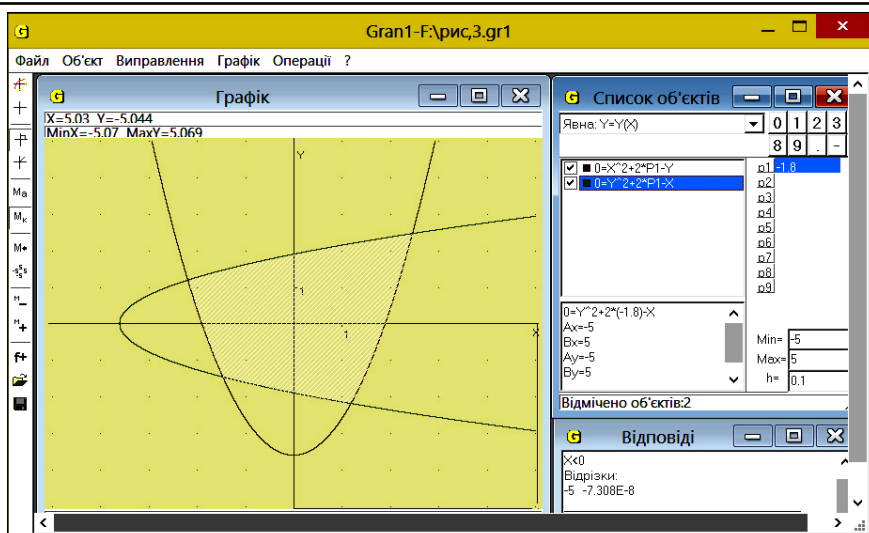 Gran1-F:\рис,3.gr1
Файл Об'єкт Виправлення Графік Операції ?
Графік
X=5.03 Y=-5.044
MinX=-5.07 MaxY=5.069
Y
1
1
X
Список об'єктів
Явна: Y=Y(X)
0 1 2 3
8 9 . -
0=X^2+2*P1-Y
0=Y^2+2*P1-X
p1 -1.8
p2
p3
p4
p5
p6
p7
p8
p9
0=Y^2+2*(-1.8)-X
Ax=-5
Bx=5
Ay=-5
By=5
Min= -5
Max= 5
h= 0.1
Відмічено об'єктів:2
Відповіді
X<0
Відрізки:
-5 -7.308E-8
Ma
Mк
M
M
f+